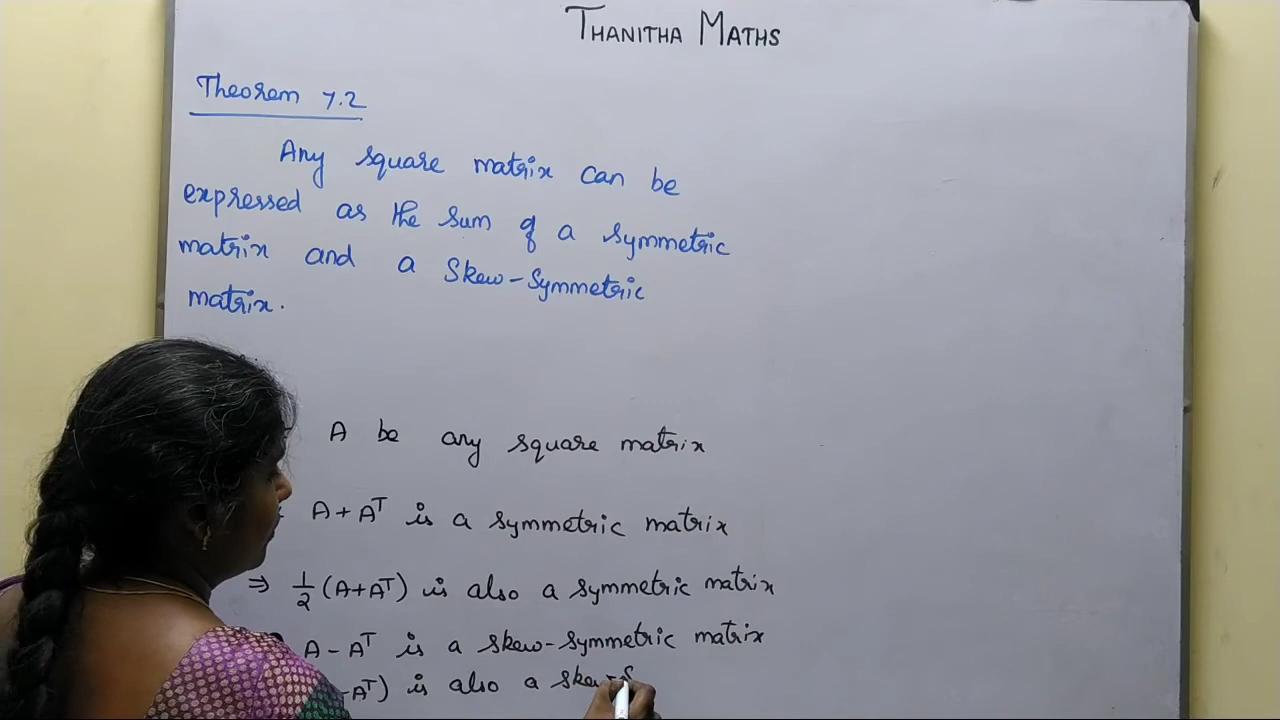 THANITHA MATHS
Theorem 7.2
Any square matrix can be
expressed as the sum of a symmetric
matrix and a Skew-Symmetric
matrix.
A be any square matrix
A + Aᵀ is a symmetric matrix
⇒ 1/2 (A+Aᵀ) is also a symmetric matrix
A - Aᵀ is a skew-symmetric matrix
-Aᵀ) is also a skew-s